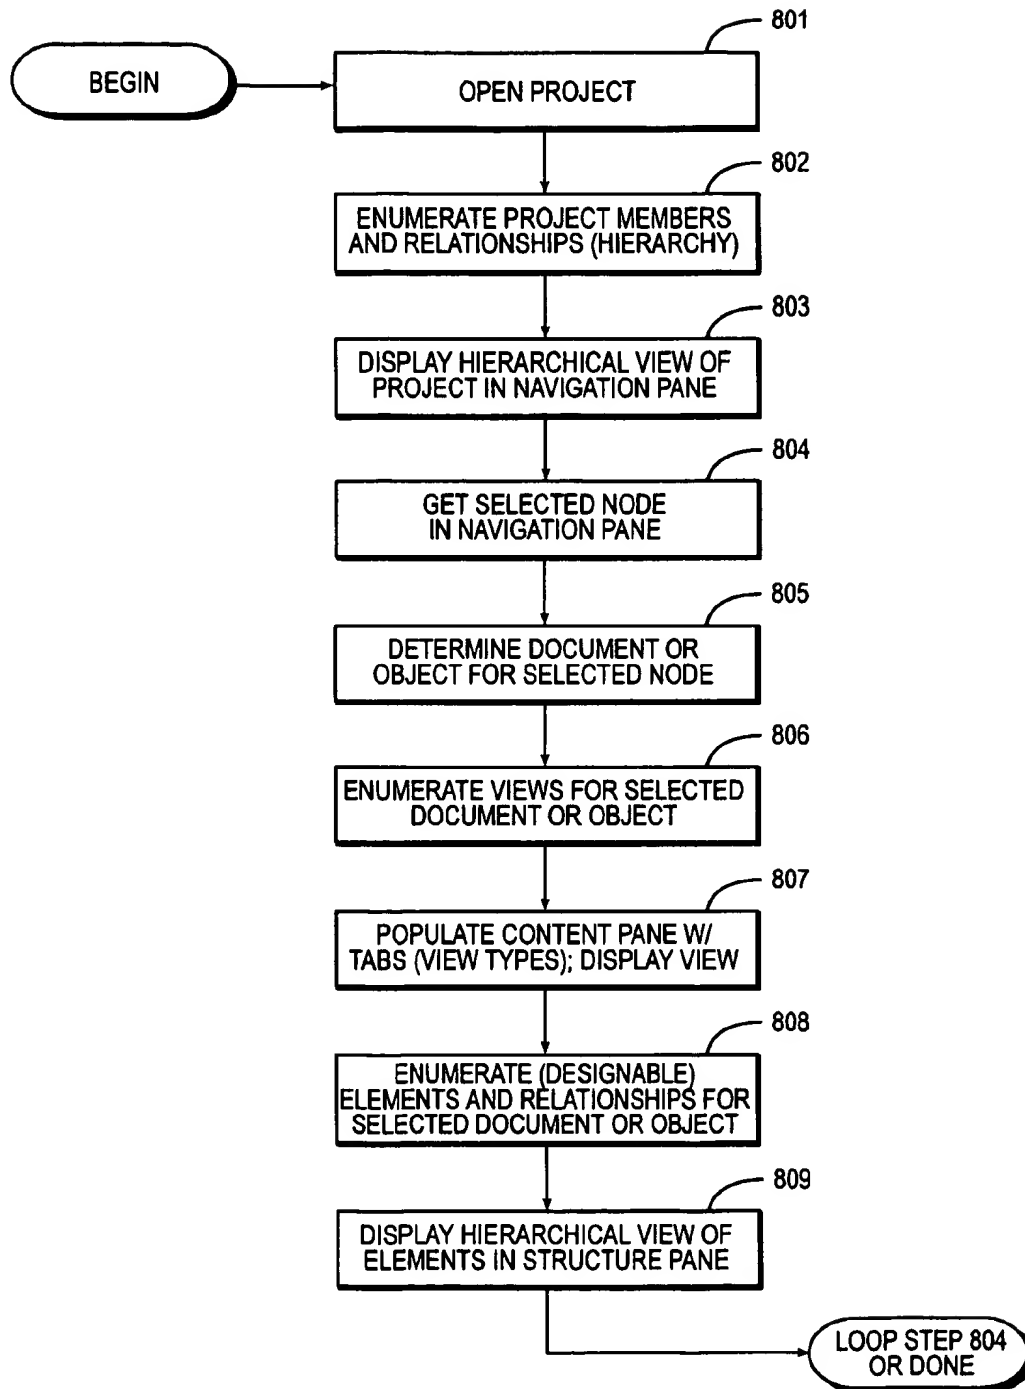 801
BEGIN
OPEN PROJECT
802
ENUMERATE PROJECT MEMBERS
AND RELATIONSHIPS (HIERARCHY)
803
DISPLAY HIERARCHICAL VIEW OF
PROJECT IN NAVIGATION PANE
804
GET SELECTED NODE
IN NAVIGATION PANE
805
DETERMINE DOCUMENT OR
OBJECT FOR SELECTED NODE
806
ENUMERATE VIEWS FOR SELECTED
DOCUMENT OR OBJECT
807
POPULATE CONTENT PANE W/
TABS (VIEW TYPES); DISPLAY VIEW
808
ENUMERATE (DESIGNABLE)
ELEMENTS AND RELATIONSHIPS FOR
SELECTED DOCUMENT OR OBJECT
809
DISPLAY HIERARCHICAL VIEW OF
ELEMENTS IN STRUCTURE PANE
LOOP STEP 804
OR DONE